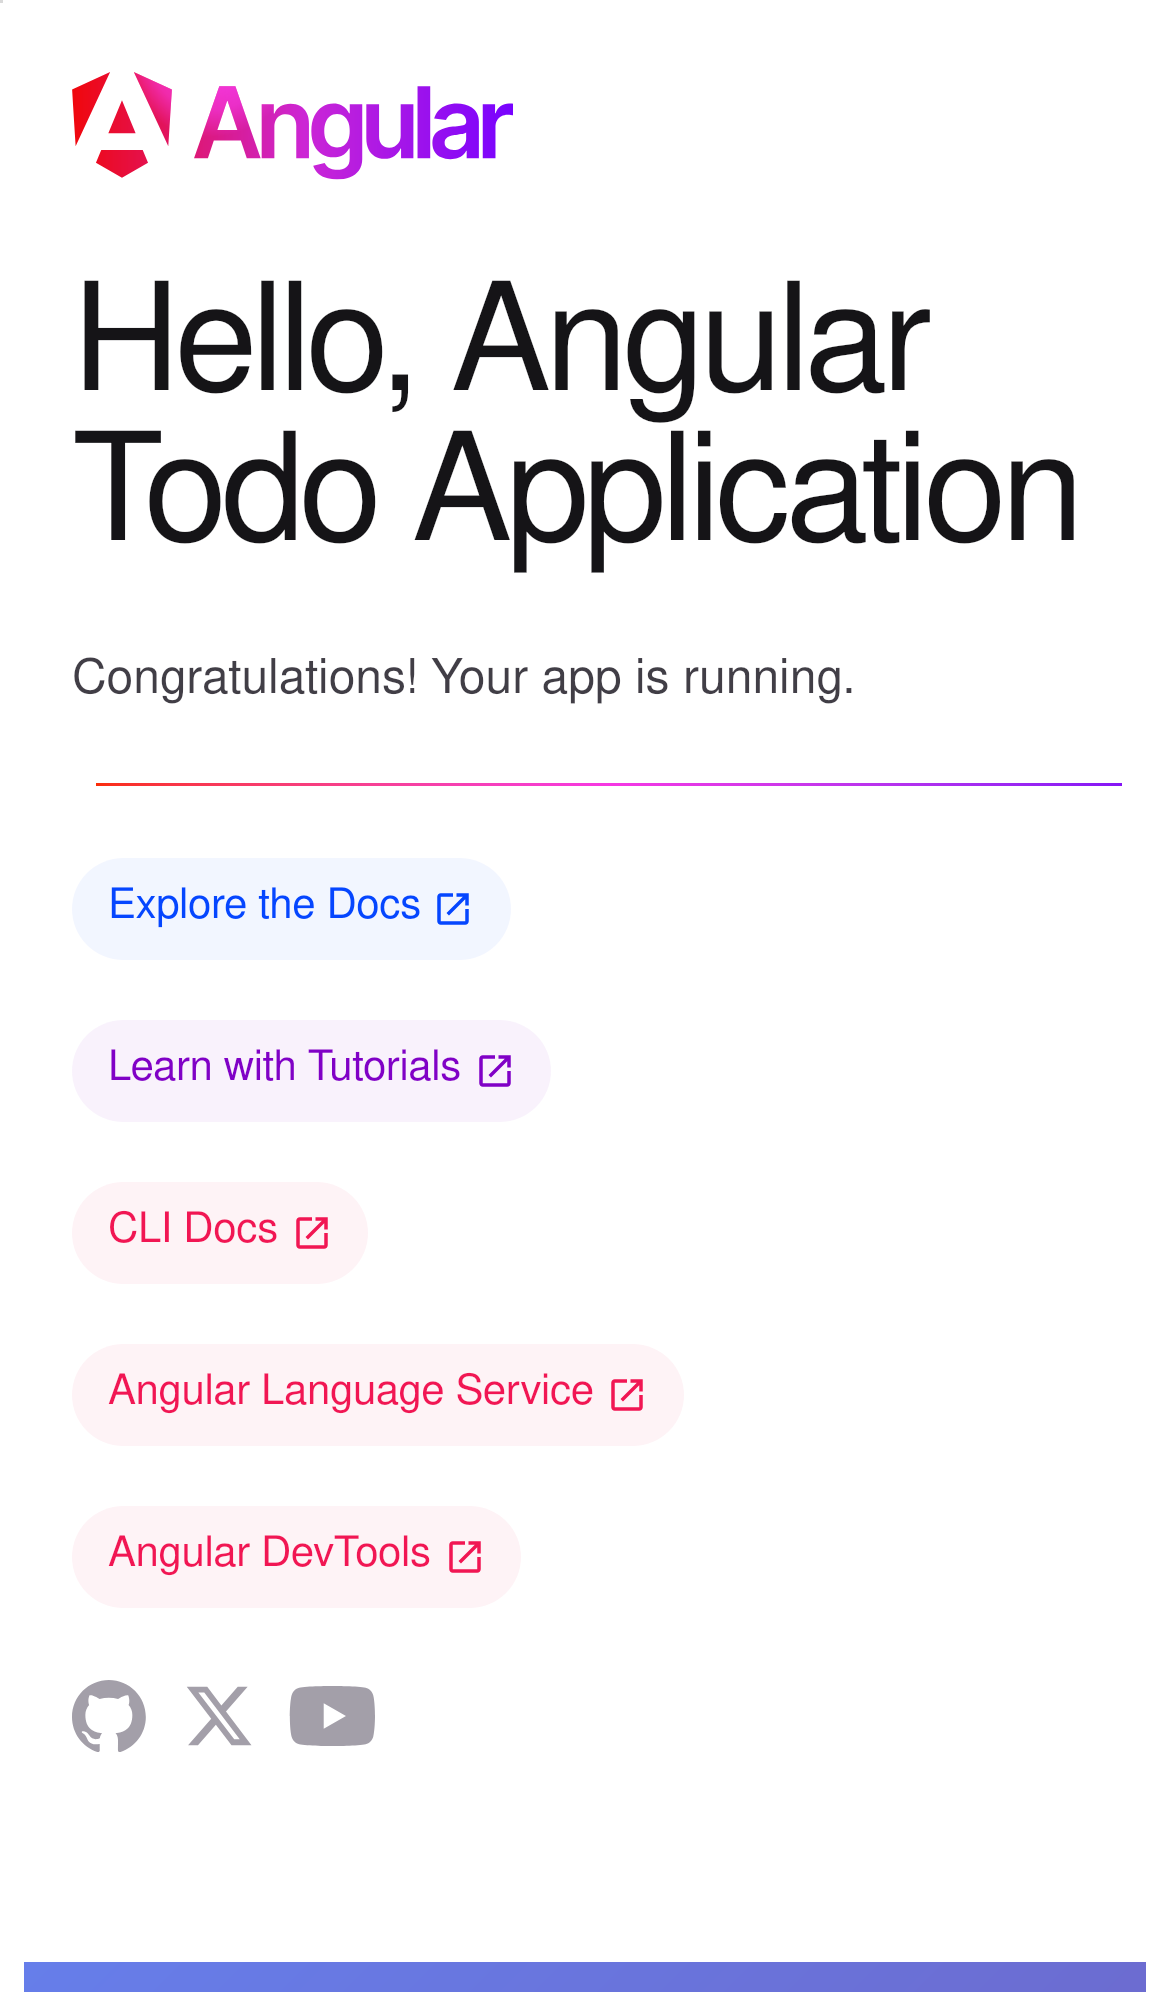 Angular
Hello, Angular
Todo Application
Congratulations! Your app is running.
Explore the Docs
Learn with Tutorials
CLI Docs
Angular Language Service
Angular DevTools